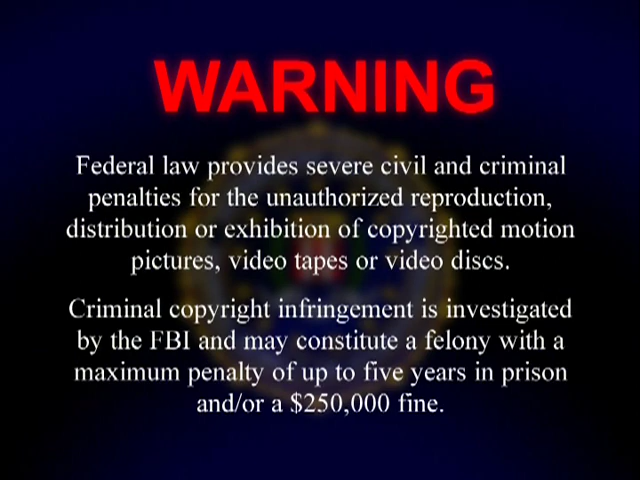 WARNING
Federal law provides severe civil and criminal
penalties for the unauthorized reproduction,
distribution or exhibition of copyrighted motion
pictures, video tapes or video discs.
Criminal copyright infringement is investigated
by the FBI and may constitute a felony with a
maximum penalty of up to five years in prison
and/or a $250,000 fine.